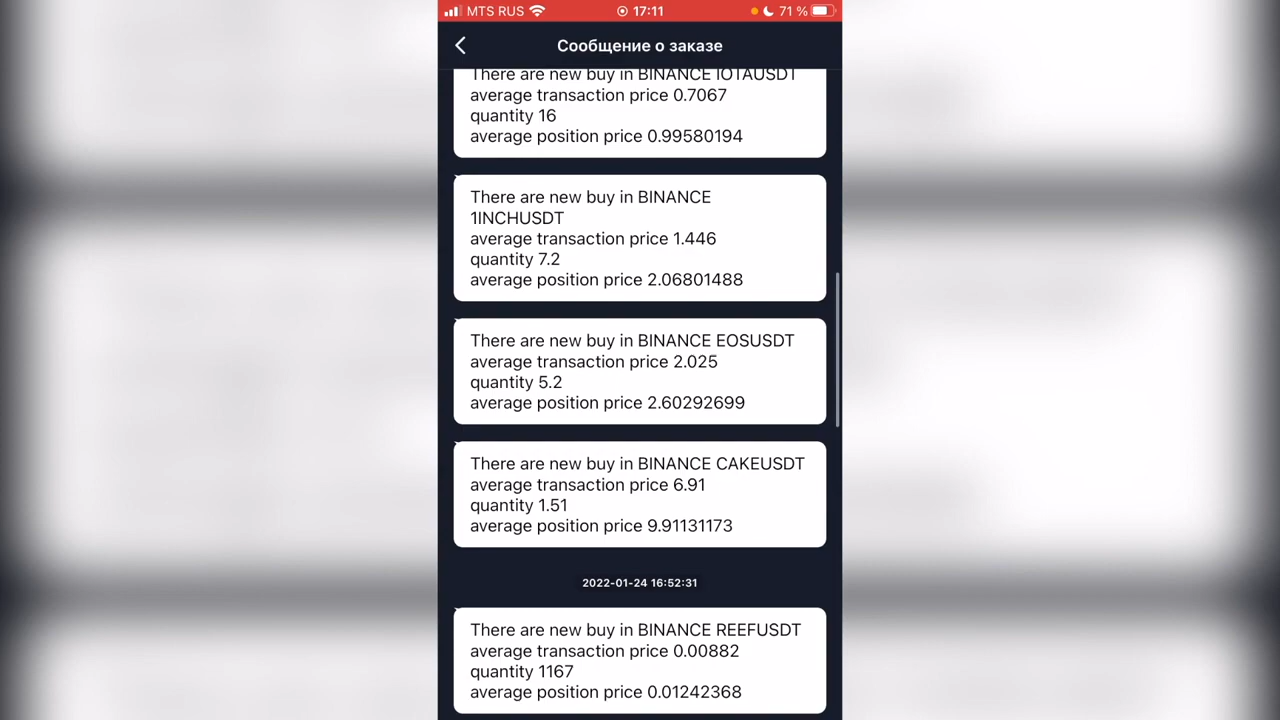 MTS RUS 17:11 71 %
Сообщение о заказе
There are new buy in BINANCE IOTAUSDT
average transaction price 0.7067
quantity 16
average position price 0.99580194
There are new buy in BINANCE
1INCHUSDT
average transaction price 1.446
quantity 7.2
average position price 2.06801488
There are new buy in BINANCE EOSUSDT
average transaction price 2.025
quantity 5.2
average position price 2.60292699
There are new buy in BINANCE CAKEUSDT
average transaction price 6.91
quantity 1.51
average position price 9.91131173
2022-01-24 16:52:31
There are new buy in BINANCE REEFUSDT
average transaction price 0.00882
quantity 1167
average position price 0.01242368